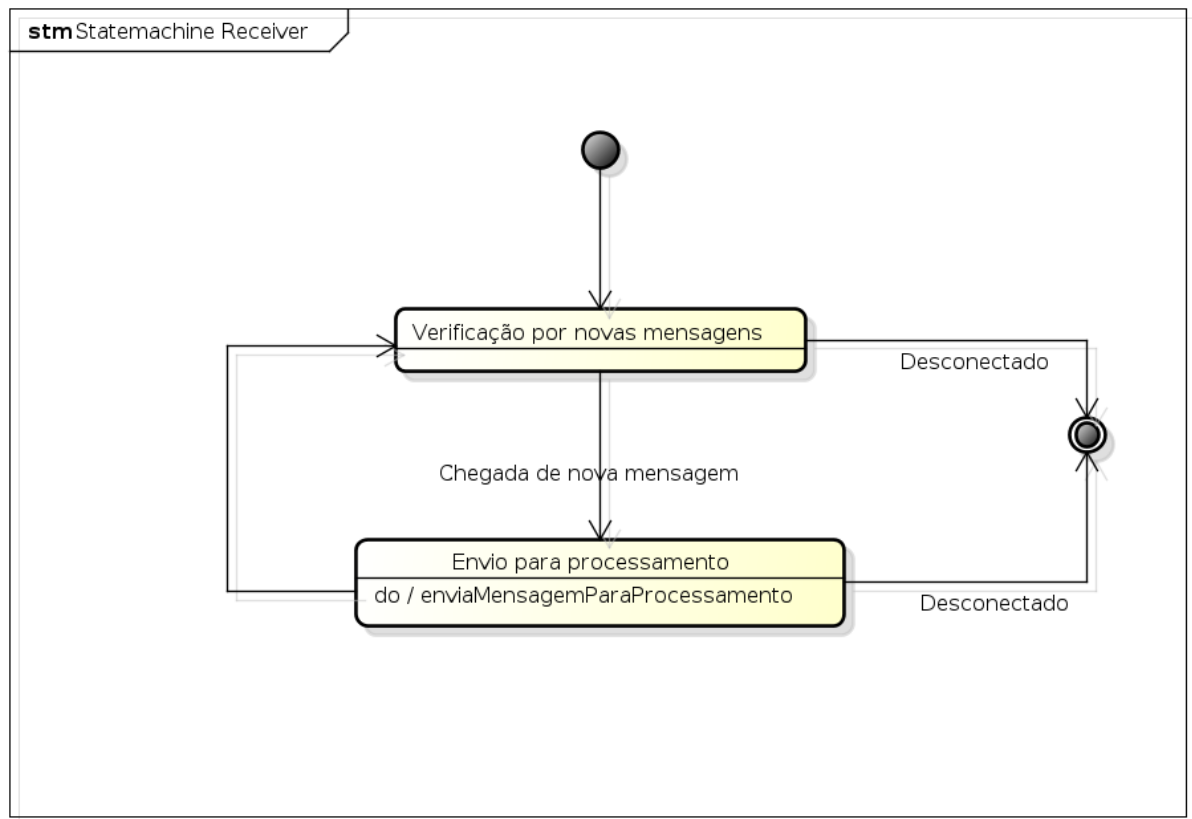 stm Statemachine Receiver
Verificação por novas mensagens
Desconectado
Chegada de nova mensagem
Envio para processamento
do / enviaMensagemParaProcessamento
Desconectado